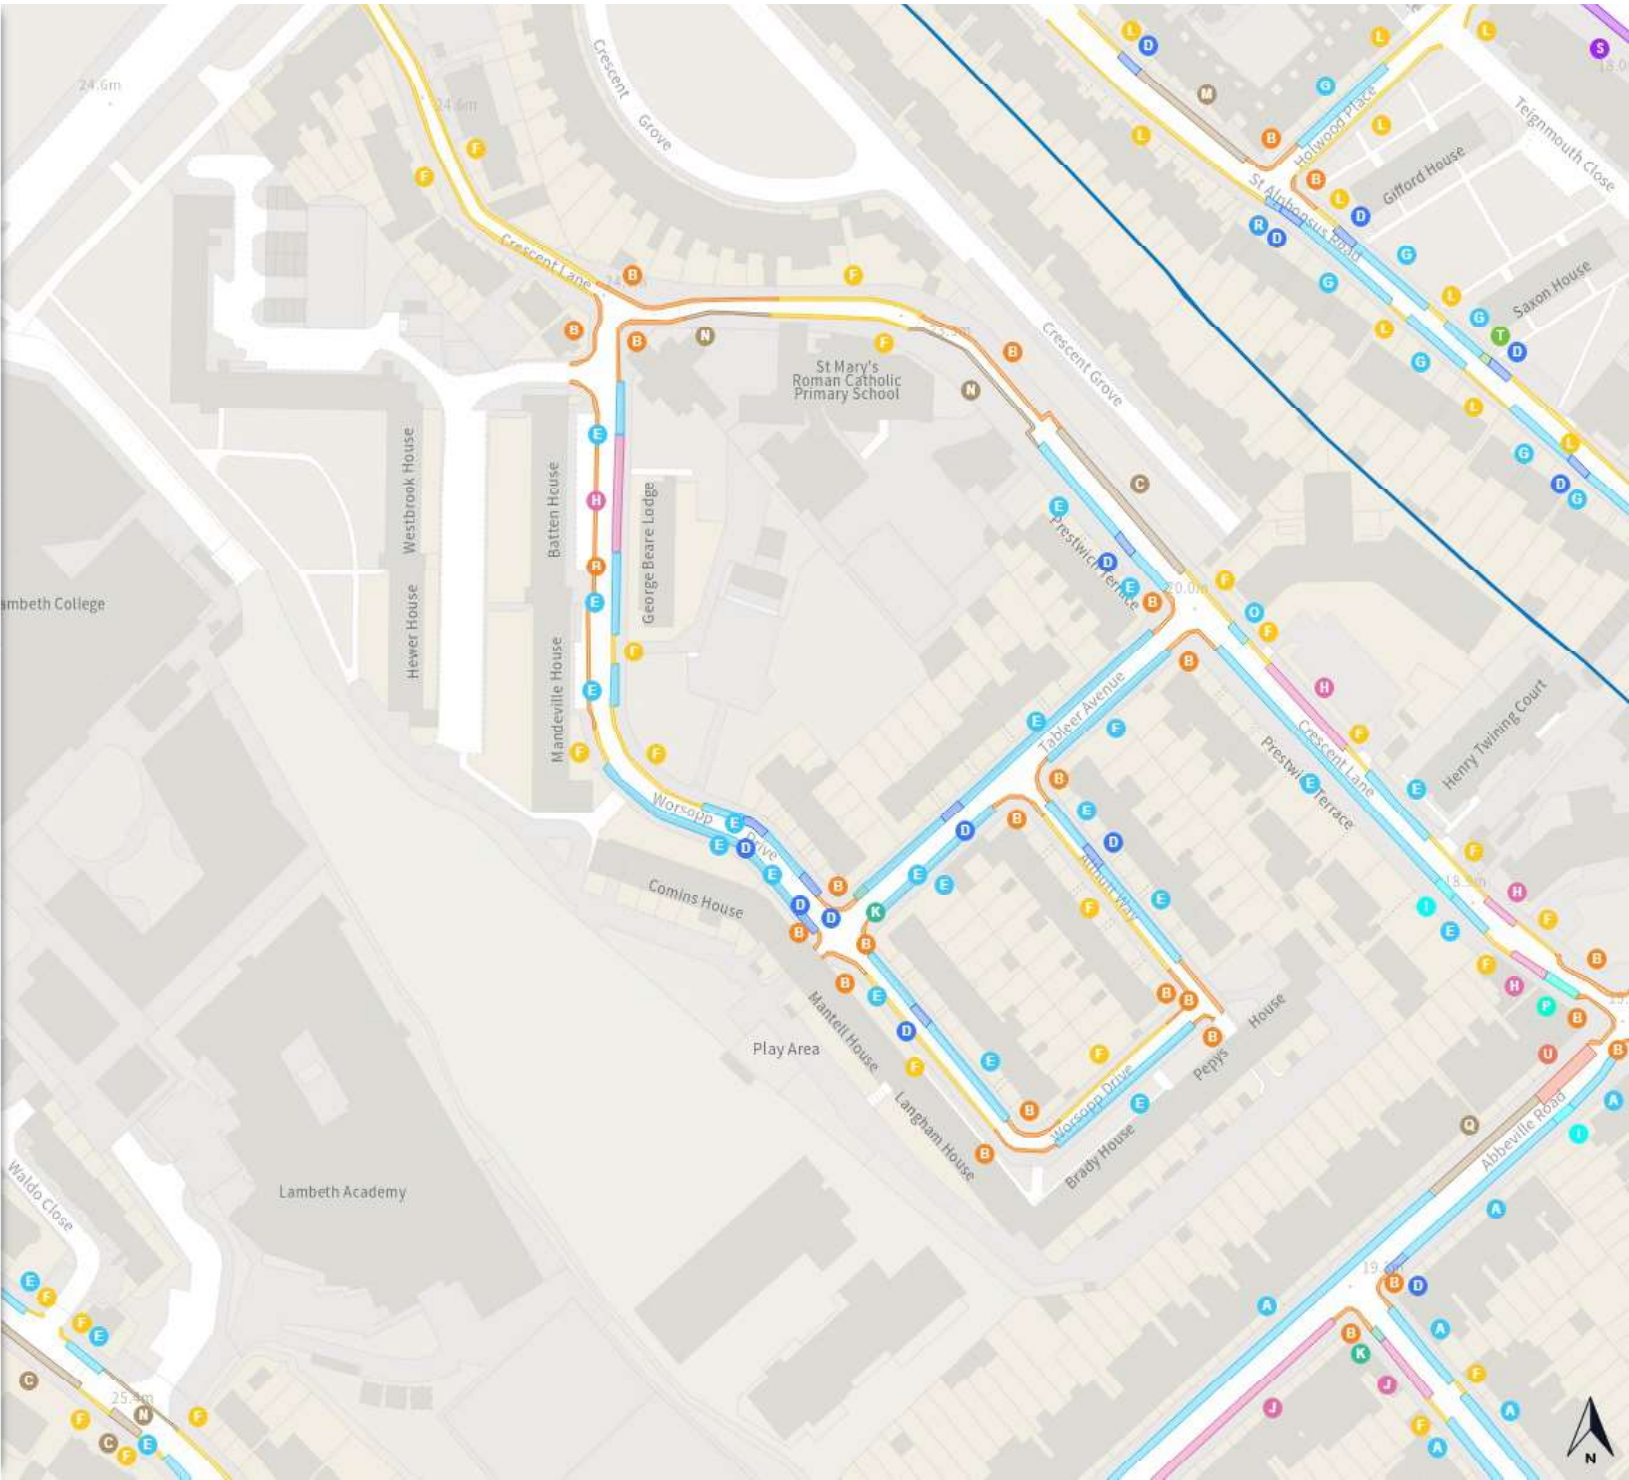 24.6m
24.6m
Crescent
Grove
L
D
L
L
S
18.0
M
G
B
L
L
Holwood Place
Teignmouth Close
Gifford House
F
F
B
L
D
St Alphonsus Road
R
D
G
G
Saxon House
Crescent Lane
B
F
L
G
T
D
L
G
B
B
N
F
B
Crescent Grove
St Mary's
Roman Catholic
Primary School
N
L
L
G
D
G
Westbrook House
Batten House
E
H
George Beare Lodge
C
E
Prestwich Terrace
D
E
B
20.0m
F
O
F
Lambeth College
Hewer House
B
E
Mandeville House
F
E
B
H
Tableer Avenue
E
E
F
F
F
Crescent Lane
Henry Twining Court
Prestwich Terrace
E
E
Worsopp
Drive
E
E
D
E
B
B
D
E
D
E
Way
F
E
F
18.9m
H
F
I
E
Comins House
D
D
B
B
K
E
E
B
B
E
D
F
Mantell House
Play Area
Langham House
B
B
B
F
House
Pepys
E
B
B
E
Worsopp Drive
Brady House
B
F
H
P
B
B
U
A
Q
Abbeville Road
I
A
Waldo Close
Lambeth Academy
19.
B
D
A
A
B
K
J
J
F
A
F
A
E
F
F
E
C
25.4m
N
F
F
C
F
E
N